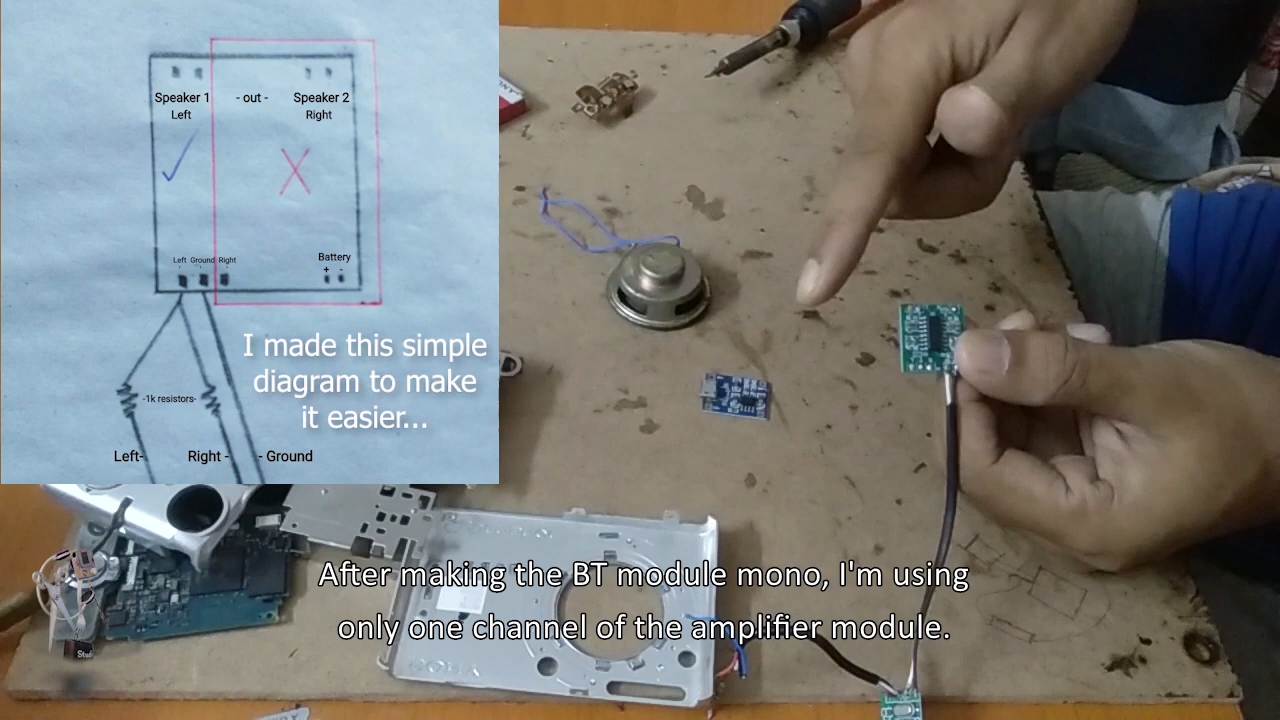 Speaker 1 - out - Speaker 2
Left Right
Left Ground Right
Battery
+ -
I made this simple
diagram to make
it easier...
-1k resistors-
Left- Right - - Ground
After making the BT module mono, I'm using
only one channel of the amplifier module.